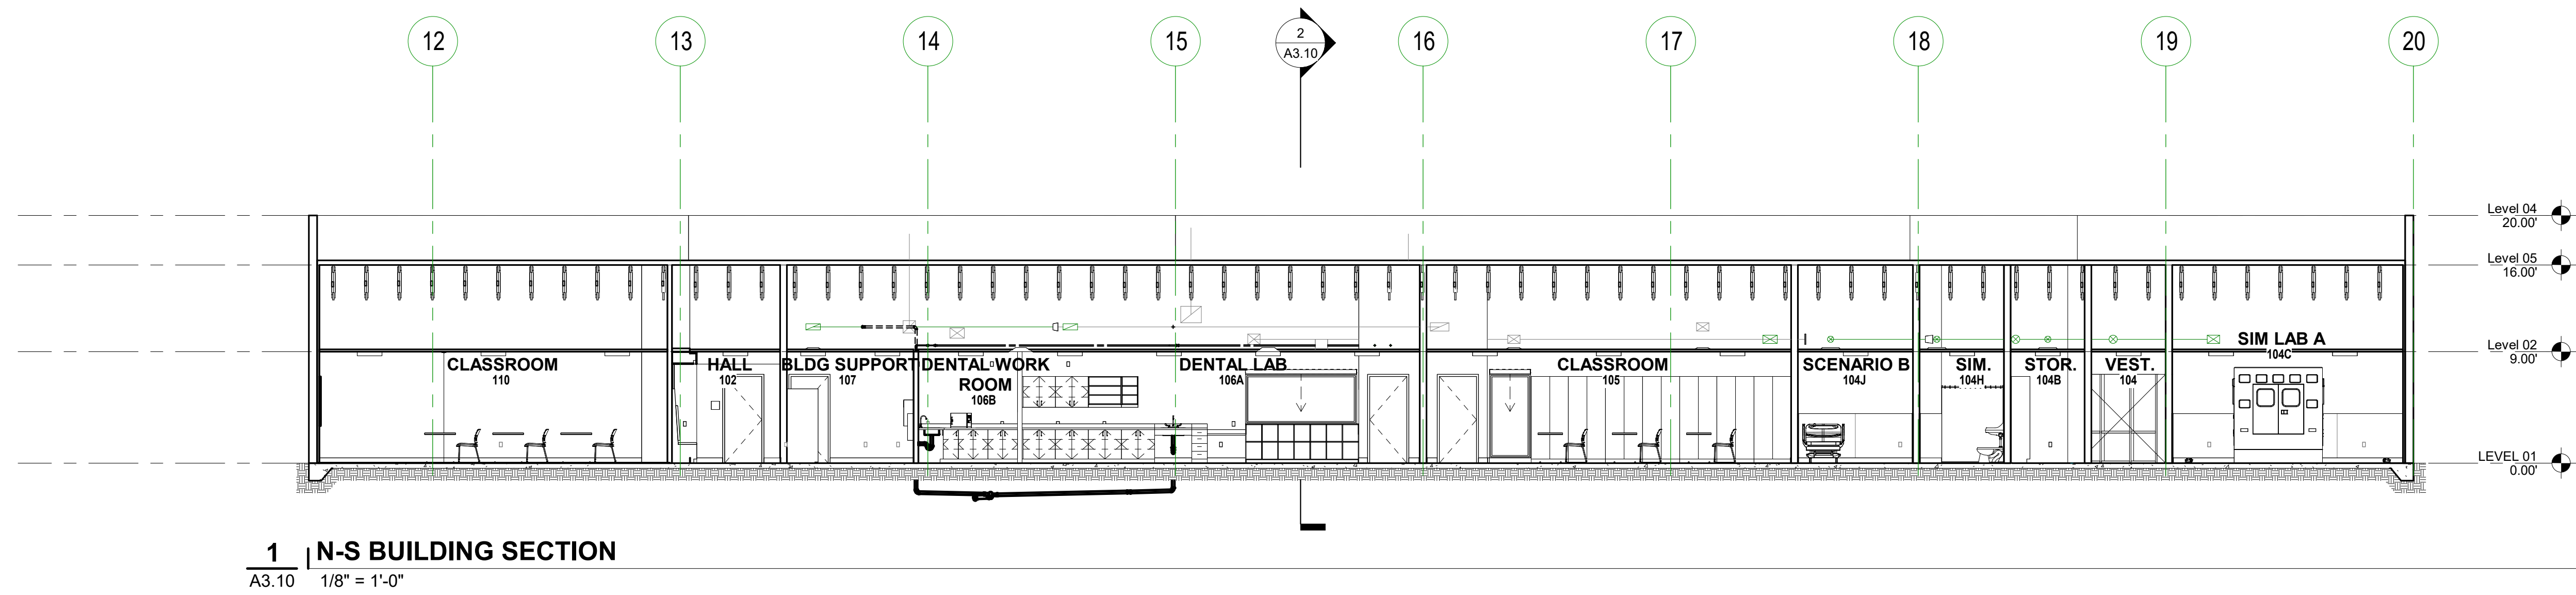 12
13
14
15
2
A3.10
16
17
18
19
20
Level 04
20.00'
Level 05
16.00'
Level 02
9.00'
LEVEL 01
0.00'
CLASSROOM
110
HALL
102
BLDG SUPPORT
107
DENTAL WORK
ROOM
106B
DENTAL LAB
106A
CLASSROOM
105
SCENARIO B
104J
SIM.
104H
STOR.
104B
VEST.
104
SIM LAB A
104C
1
A3.10
N-S BUILDING SECTION
1/8" = 1'-0"